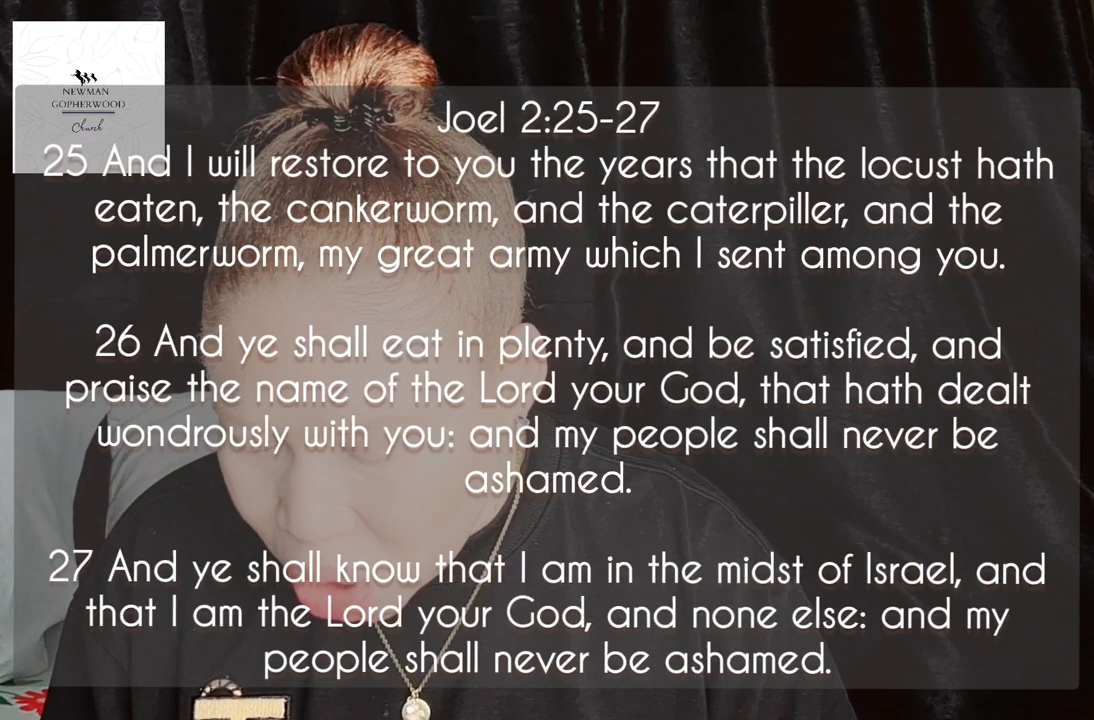 NEWMAN
GOPHERWOOD
Church
Joel 2:25-27
25 And I will restore to you the years that the locust hath
eaten, the cankerworm, and the caterpiller, and the
palmerworm, my great army which I sent among you.
26 And ye shall eat in plenty, and be satisfied, and
praise the name of the Lord your God, that hath dealt
wondrously with you: and my people shall never be
ashamed.
27 And ye shall know that I am in the midst of Israel, and
that I am the Lord your God, and none else: and my
people shall never be ashamed.